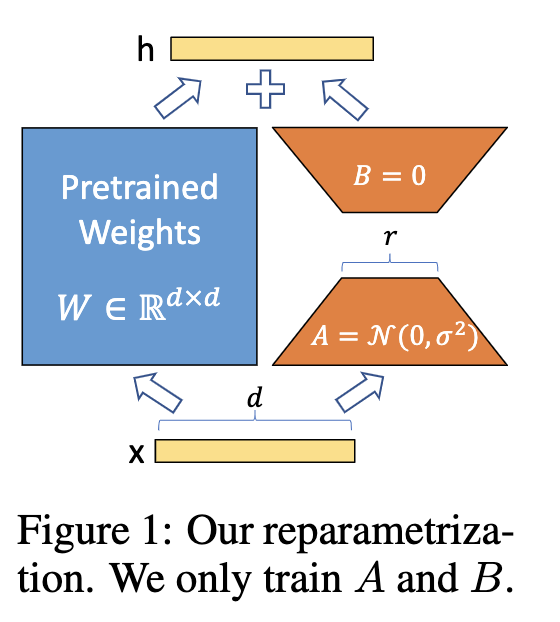 h
Pretrained
Weights
W ∈ ℝ^{d×d}
B = 0
r
A = 𝒩(0, σ²)
d
x
Figure 1: Our reparametriza-
tion. We only train A and B.